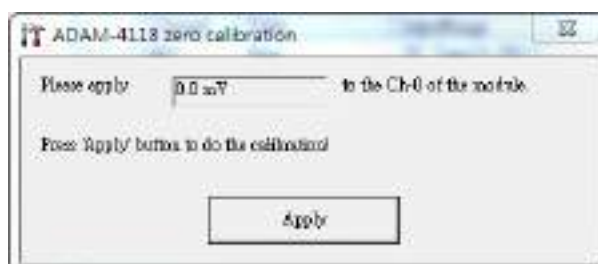 ADAM-4118 zero calibration
Please apply 0.0 mV to the Ch-0 of the module.
Press 'Apply' button to do the calibration!
Apply